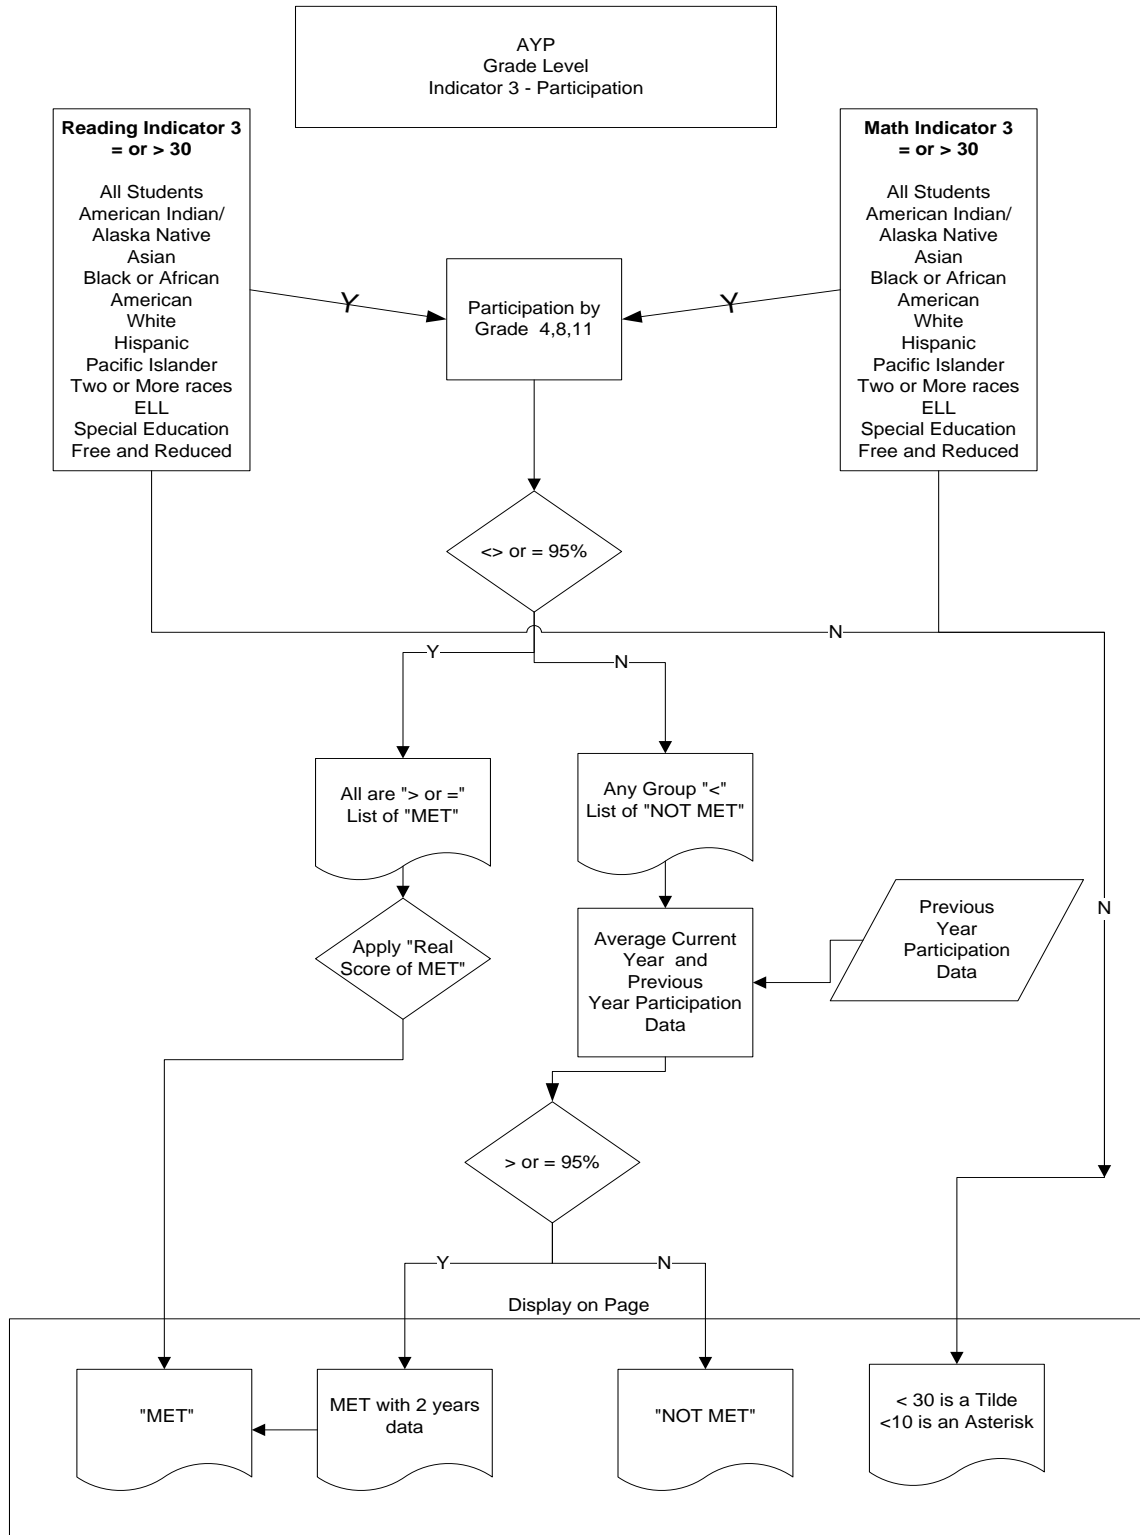 AYP
Grade Level
Indicator 3 - Participation
Reading Indicator 3
= or > 30
All Students
American Indian/
Alaska Native
Asian
Black or African
American
White
Hispanic
Pacific Islander
Two or More races
ELL
Special Education
Free and Reduced
Math Indicator 3
= or > 30
All Students
American Indian/
Alaska Native
Asian
Black or African
American
White
Hispanic
Pacific Islander
Two or More races
ELL
Special Education
Free and Reduced
Y
Y
Participation by
Grade 4,8,11
<> or = 95%
N
Y
N
All are "> or ="
List of "MET"
Any Group "<"
List of "NOT MET"
Apply "Real
Score of MET"
Average Current
Year and
Previous
Year Participation
Data
Previous
Year
Participation
Data
N
> or = 95%
Y
N
Display on Page
"MET"
MET with 2 years
data
"NOT MET"
< 30 is a Tilde
<10 is an Asterisk